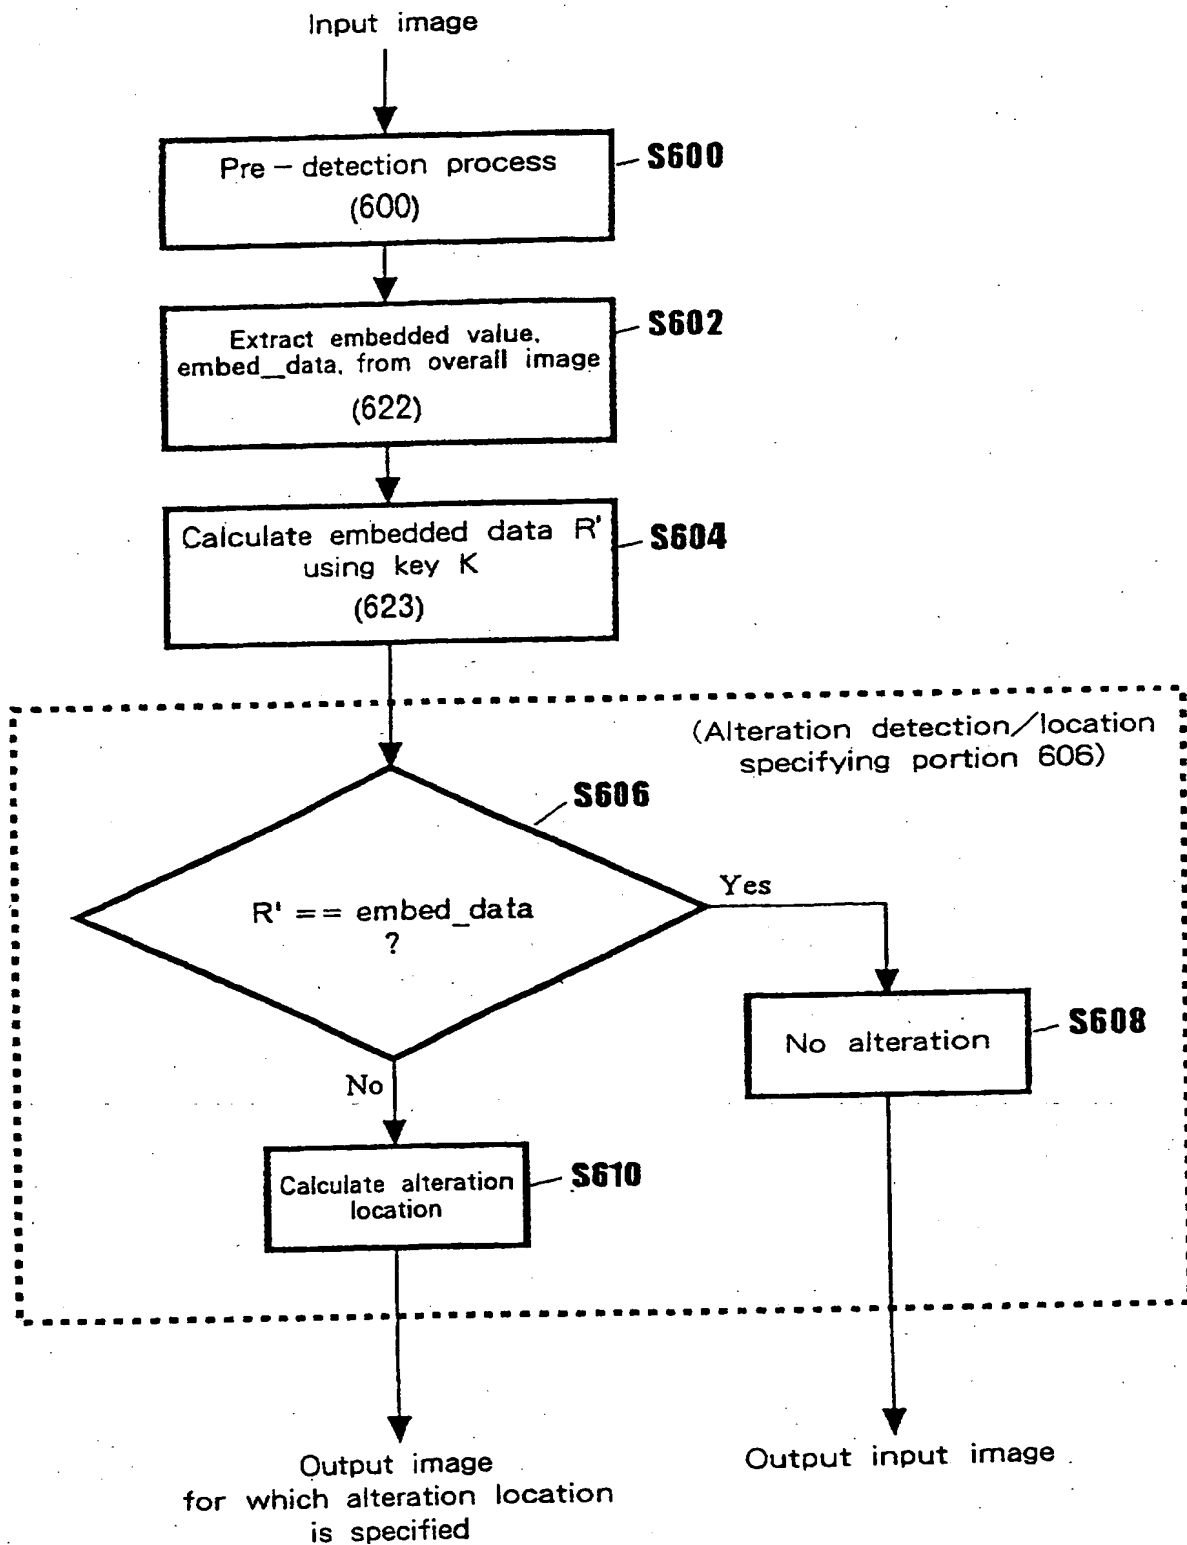 Input image
Pre-detection process
(600)
S600
Extract embedded value,
embed__data, from overall image
(622)
S602
Calculate embedded data R'
using key K
(623)
S604
(Alteration detection/location
specifying portion 606)
S606
R' == embed_data
?
Yes
No alteration
S608
No
Calculate alteration
location
S610
Output image
for which alteration location
is specified
Output input image